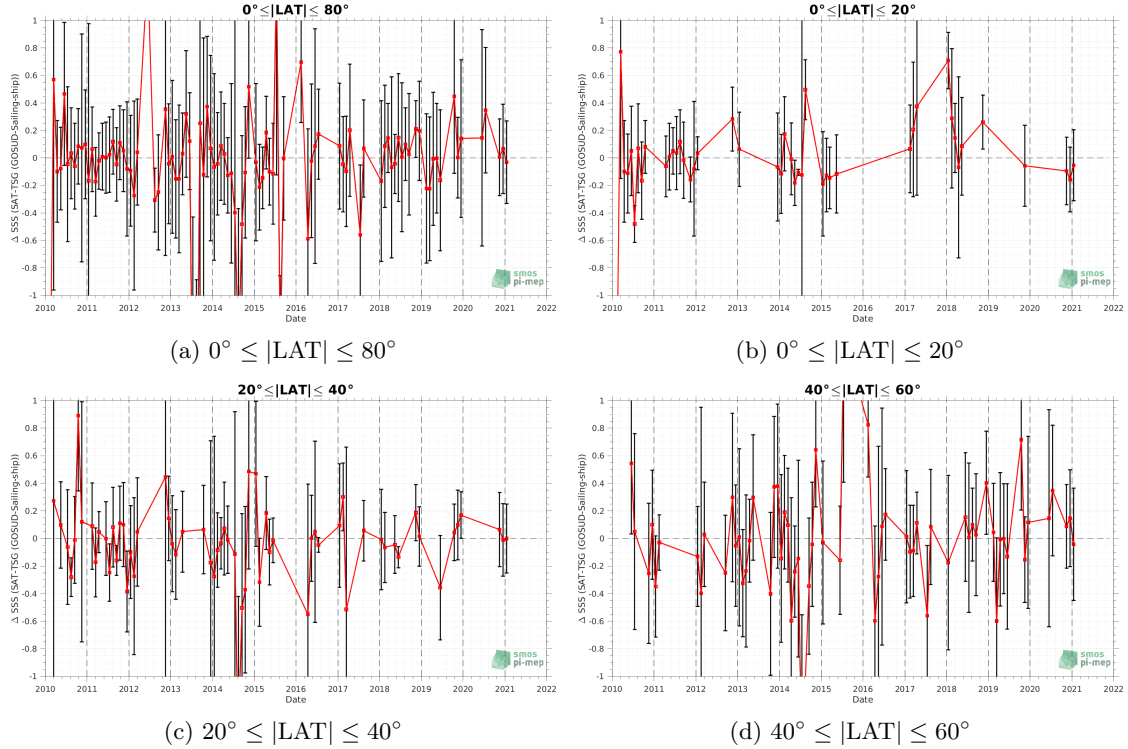 0°≤|LAT|≤ 80°
Δ SSS (SAT-TSG (GOSUD-Sailing-ship))
1
0.8
0.6
0.4
0.2
0
-0.2
-0.4
-0.6
-0.8
-1
2010 2011 2012 2013 2014 2015 2016 2017 2018 2019 2020 2021 2022
Date
smos
pi-mep
(a) 0° ≤ |LAT| ≤ 80°
0°≤|LAT|≤ 20°
Δ SSS (SAT-TSG (GOSUD-Sailing-ship))
1
0.8
0.6
0.4
0.2
0
-0.2
-0.4
-0.6
-0.8
-1
2010 2011 2012 2013 2014 2015 2016 2017 2018 2019 2020 2021 2022
Date
smos
pi-mep
(b) 0° ≤ |LAT| ≤ 20°
20°≤|LAT|≤ 40°
Δ SSS (SAT-TSG (GOSUD-Sailing-ship))
1
0.8
0.6
0.4
0.2
0
-0.2
-0.4
-0.6
-0.8
-1
2010 2011 2012 2013 2014 2015 2016 2017 2018 2019 2020 2021 2022
Date
smos
pi-mep
(c) 20° ≤ |LAT| ≤ 40°
40°≤|LAT|≤ 60°
Δ SSS (SAT-TSG (GOSUD-Sailing-ship))
1
0.8
0.6
0.4
0.2
0
-0.2
-0.4
-0.6
-0.8
-1
2010 2011 2012 2013 2014 2015 2016 2017 2018 2019 2020 2021 2022
Date
smos
pi-mep
(d) 40° ≤ |LAT| ≤ 60°